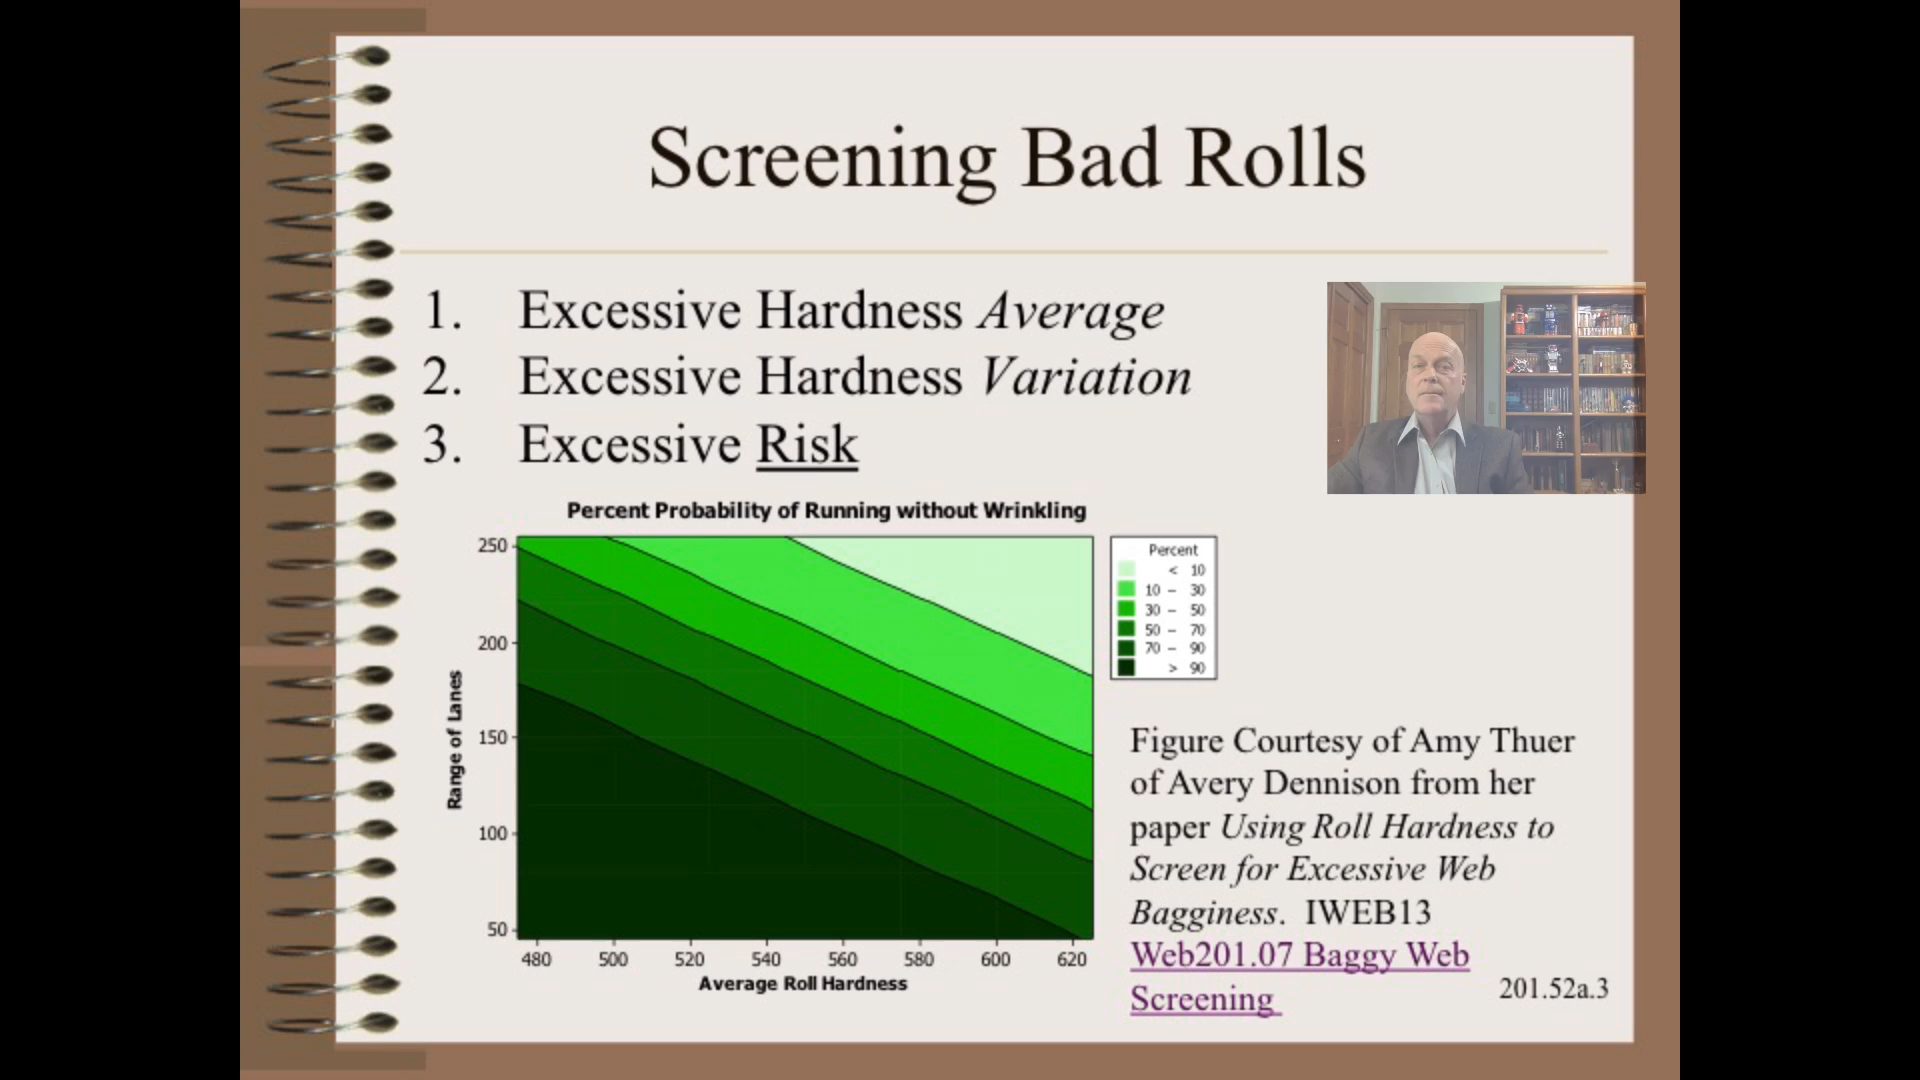 Screening Bad Rolls
1. Excessive Hardness Average
2. Excessive Hardness Variation
3. Excessive Risk
Percent Probability of Running without Wrinkling
250
200
150
100
50
Range of Lanes
480 500 520 540 560 580 600 620
Average Roll Hardness
Percent
< 10
10 – 30
30 – 50
50 – 70
70 – 90
> 90
Figure Courtesy of Amy Thuer
of Avery Dennison from her
paper Using Roll Hardness to
Screen for Excessive Web
Bagginess. IWEB13
Web201.07 Baggy Web
Screening
201.52a.3